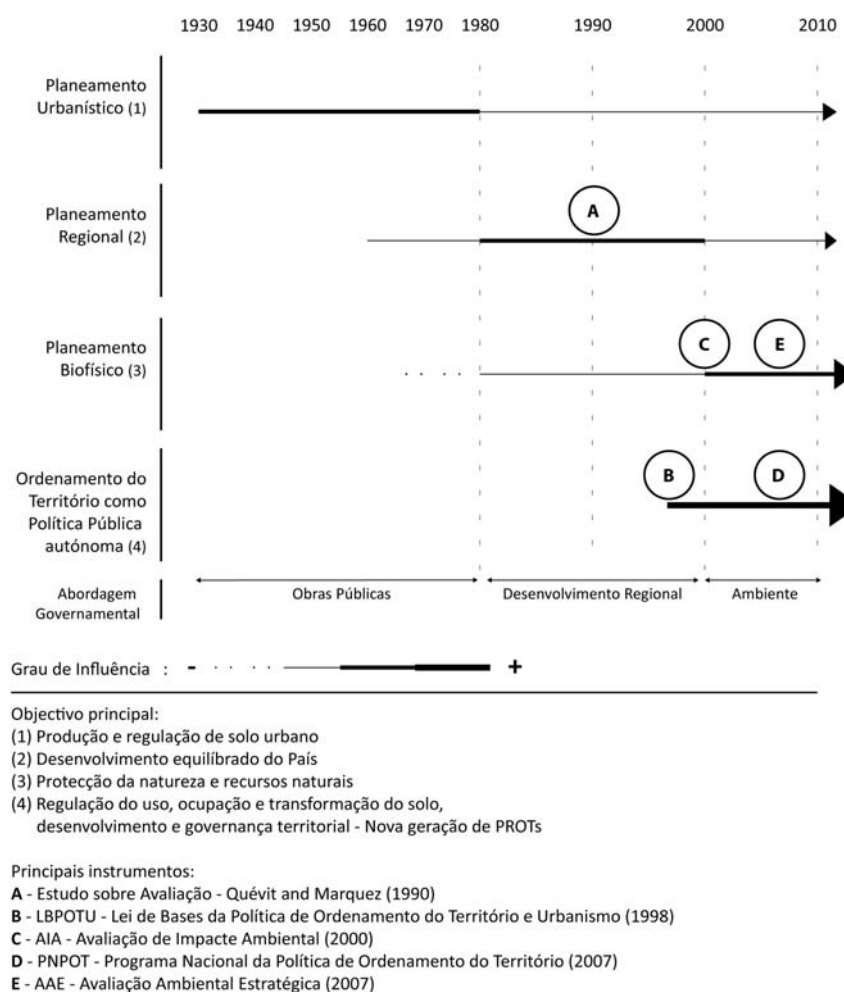 1930 1940 1950 1960 1970 1980 1990 2000 2010
Planeamento
Urbanístico (1)
Planeamento
Regional (2)
A
Planeamento
Biofísico (3)
C E
Ordenamento do
Território como
Política Pública
autónoma (4)
B D
Abordagem
Governamental
Obras Públicas Desenvolvimento Regional Ambiente
Grau de Influência : - +
Objectivo principal:
(1) Produção e regulação de solo urbano
(2) Desenvolvimento equilíbrado do País
(3) Protecção da natureza e recursos naturais
(4) Regulação do uso, ocupação e transformação do solo,
desenvolvimento e governança territorial - Nova geração de PROTs
Principais instrumentos:
A - Estudo sobre Avaliação - Quévit and Marquez (1990)
B - LBPOTU - Lei de Bases da Política de Ordenamento do Território e Urbanismo (1998)
C - AIA - Avaliação de Impacte Ambiental (2000)
D - PNPOT - Programa Nacional da Política de Ordenamento do Território (2007)
E - AAE - Avaliação Ambiental Estratégica (2007)